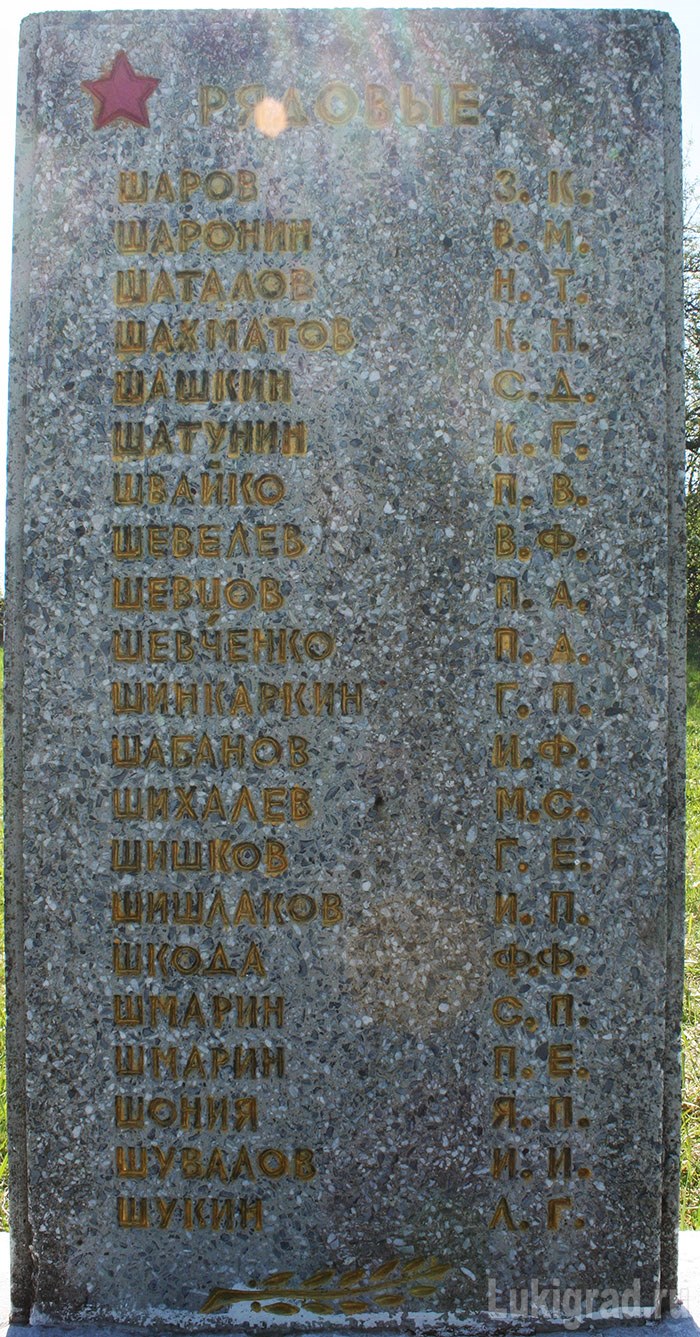 РЯДОВЫЕ
ШАРОВ З. К.
ШАРОНИН В. М.
ШАТАЛОВ Н. Т.
ШАХМАТОВ К. Н.
ШАШКИН С. Д.
ШАТУНИН К. Г.
ШВАЙКО П. В.
ШЕВЕЛЕВ В. Ф.
ШЕВЦОВ П. А.
ШЕВЧЕНКО П. Д.
ШИНКАРКИН Г. П.
ШАБАНОВ И. Ф.
ШИХАЛЕВ М. С.
ШИШКОВ Г. Е.
ШИШЛАКОВ И. П.
ШКОДА Ф. Ф.
ШМАРИН С. П.
ШМАРИН П. Е.
ШОНИЯ Я. П.
ШУВАЛОВ И. И.
ШУКИН Л. Г.
Lukigrad.ru